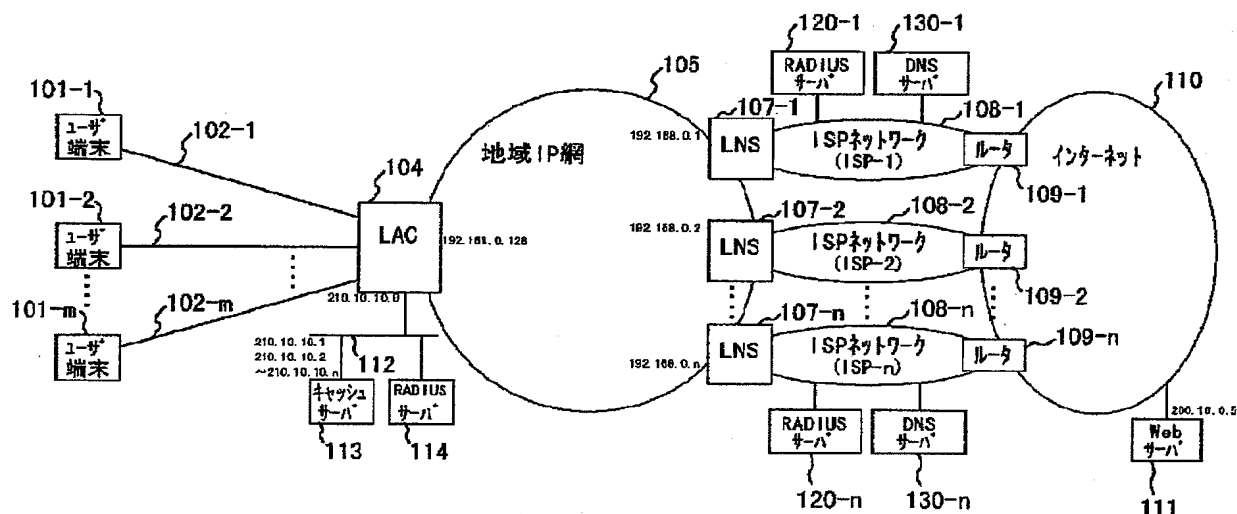 120-1
130-1
RADIUS
サーバ
DNS
サーバ
105
110
101-1
ユーザ
端末
102-1
107-1
108-1
192.168.0.1
LNS
ISPネットワーク
(ISP-1)
ルータ
インターネット
地域IP網
104
109-1
101-2
ユーザ
端末
102-2
LAC
192.168.0.128
107-2
108-2
192.168.0.2
LNS
ISPネットワーク
(ISP-2)
ルータ
109-2
101-m
ユーザ
端末
102-m
210.10.10.0
107-n
108-n
192.168.0.n
LNS
ISPネットワーク
(ISP-n)
ルータ
109-n
210.10.10.1
210.10.10.2
~210.10.10.n
112
キャッシュ
サーバ
RADIUS
サーバ
113
114
RADIUS
サーバ
DNS
サーバ
120-n
130-n
200.10.0.5
Web
サーバ
111